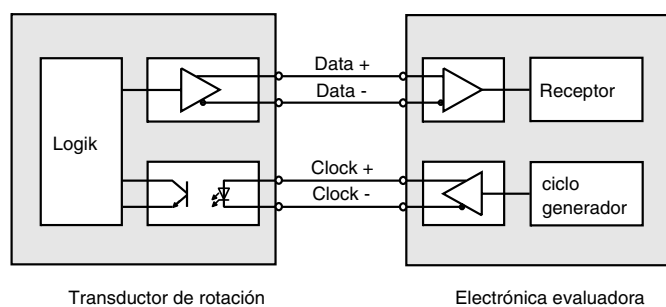 Data +
Data -
Logik
Receptor
Clock +
Clock -
ciclo
generador
Transductor de rotación
Electrónica evaluadora